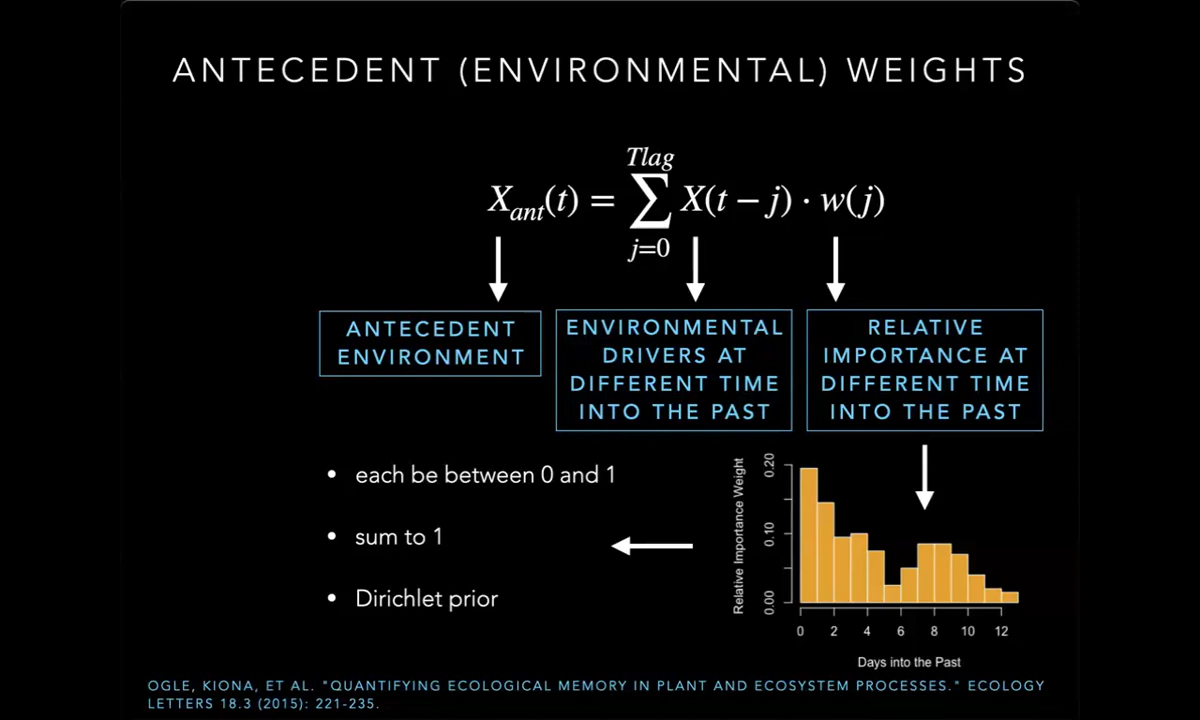 ANTECEDENT (ENVIRONMENTAL) WEIGHTS
Tlag
X_ant(t) = ∑ X(t − j) · w(j)
j=0
ANTECEDENT
ENVIRONMENT
ENVIRONMENTAL
DRIVERS AT
DIFFERENT TIME
INTO THE PAST
RELATIVE
IMPORTANCE AT
DIFFERENT TIME
INTO THE PAST
• each be between 0 and 1
• sum to 1
• Dirichlet prior
Relative Importance Weight
0.20
0.10
0.00
0 2 4 6 8 10 12
Days into the Past
OGLE, KIONA, ET AL. "QUANTIFYING ECOLOGICAL MEMORY IN PLANT AND ECOSYSTEM PROCESSES." ECOLOGY
LETTERS 18.3 (2015): 221-235.